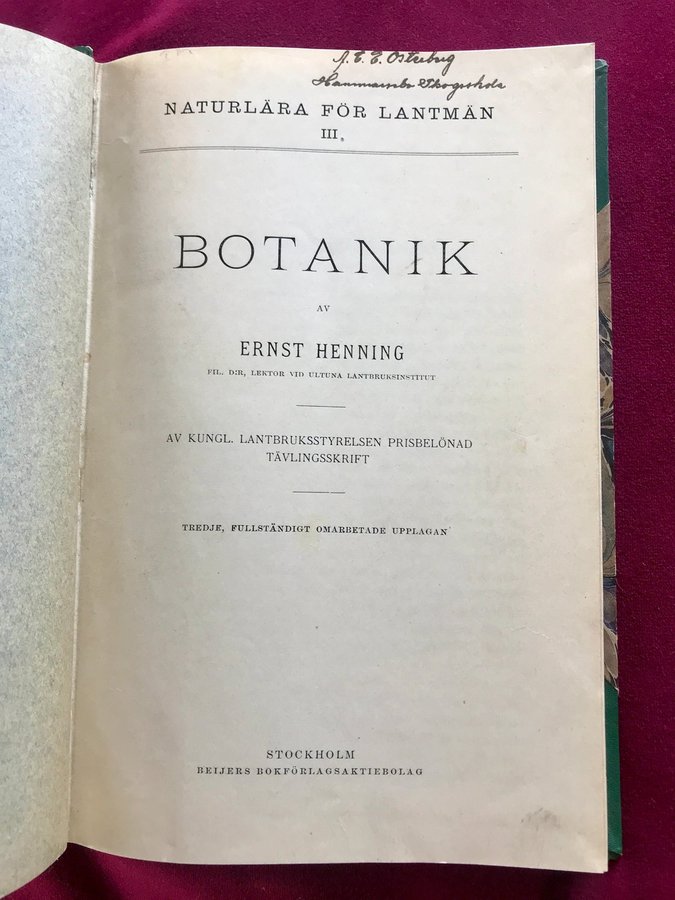 NATURLÄRA FÖR LANTMÄN
III.
BOTANIK
AV
ERNST HENNING
FIL. D:R, LEKTOR VID ULTUNA LANTBRUKSINSTITUT
AV KUNGL. LANTBRUKSSTYRELSEN PRISBELÖNAD
TÄVLINGSSKRIFT
TREDJE, FULLSTÄNDIGT OMARBETADE UPPLAGAN
STOCKHOLM
BEIJERS BOKFÖRLAGSAKTIEBOLAG